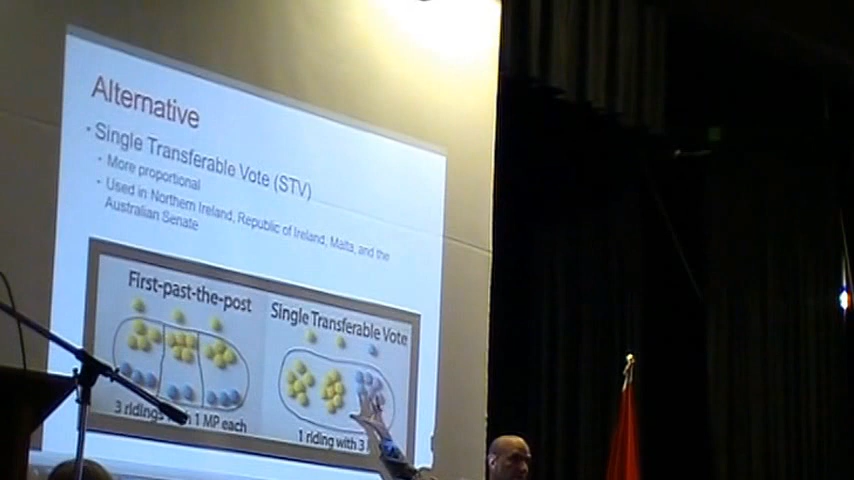 Alternative
• Single Transferable Vote (STV)
• More proportional
• Used in Northern Ireland, Republic of Ireland, Malta, and the
Australian Senate
First-past-the-post
Single Transferable Vote
3 ridings with 1 MP each
1 riding with 3